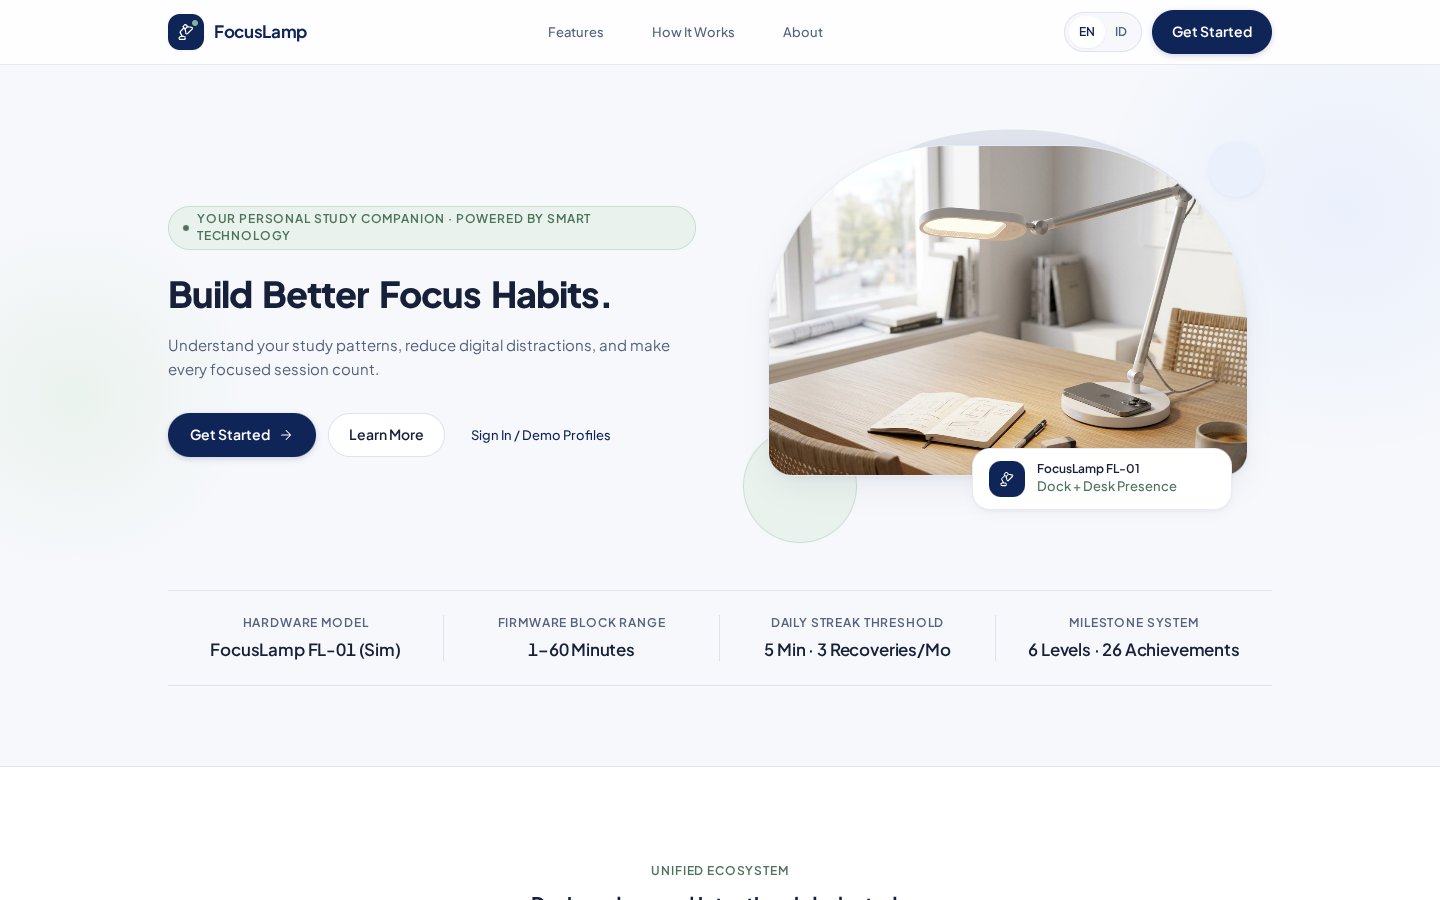 FocusLamp
Features
How It Works
About
EN
ID
Get Started
YOUR PERSONAL STUDY COMPANION · POWERED BY SMART
TECHNOLOGY
Build Better Focus Habits.
Understand your study patterns, reduce digital distractions, and make
every focused session count.
Get Started →
Learn More
Sign In / Demo Profiles
FocusLamp FL-01
Dock + Desk Presence
HARDWARE MODEL
FocusLamp FL-01 (Sim)
FIRMWARE BLOCK RANGE
1–60 Minutes
DAILY STREAK THRESHOLD
5 Min · 3 Recoveries/Mo
MILESTONE SYSTEM
6 Levels · 26 Achievements
UNIFIED ECOSYSTEM